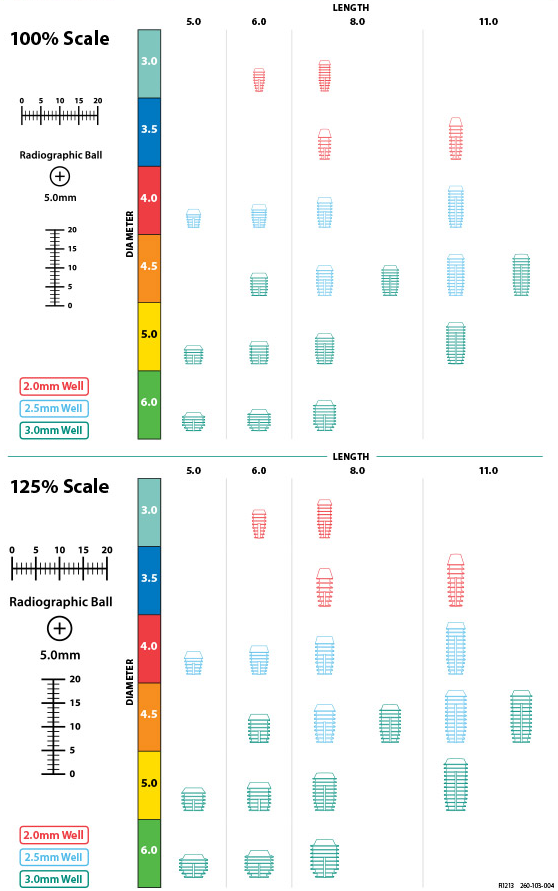 LENGTH
5.0 6.0 8.0 11.0
100% Scale
0 5 10 15 20
Radiographic Ball
5.0mm
20
15
10
5
0
DIAMETER
3.0
3.5
4.0
4.5
5.0
6.0
2.0mm Well
2.5mm Well
3.0mm Well
LENGTH
5.0 6.0 8.0 11.0
125% Scale
0 5 10 15 20
Radiographic Ball
5.0mm
20
15
10
5
0
DIAMETER
3.0
3.5
4.0
4.5
5.0
6.0
2.0mm Well
2.5mm Well
3.0mm Well
R1213 260-103-004